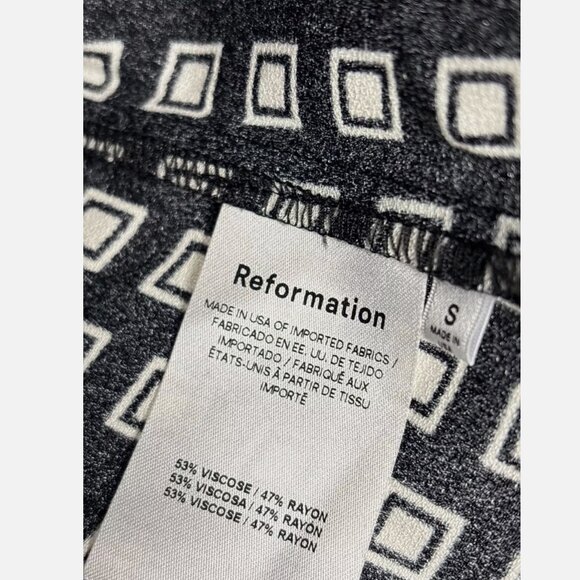 Reformation
MADE IN USA OF IMPORTED FABRICS /
FABRICADO EN EE. UU. DE TEJIDO
IMPORTADO / FABRIQUÉ AUX
ÉTATS-UNIS À PARTIR DE TISSU
IMPORTÉ
53% VISCOSE / 47% RAYON
53% VISCOSA / 47% RAYÓN
53% VISCOSE / 47% RAYON
S
MADE IN